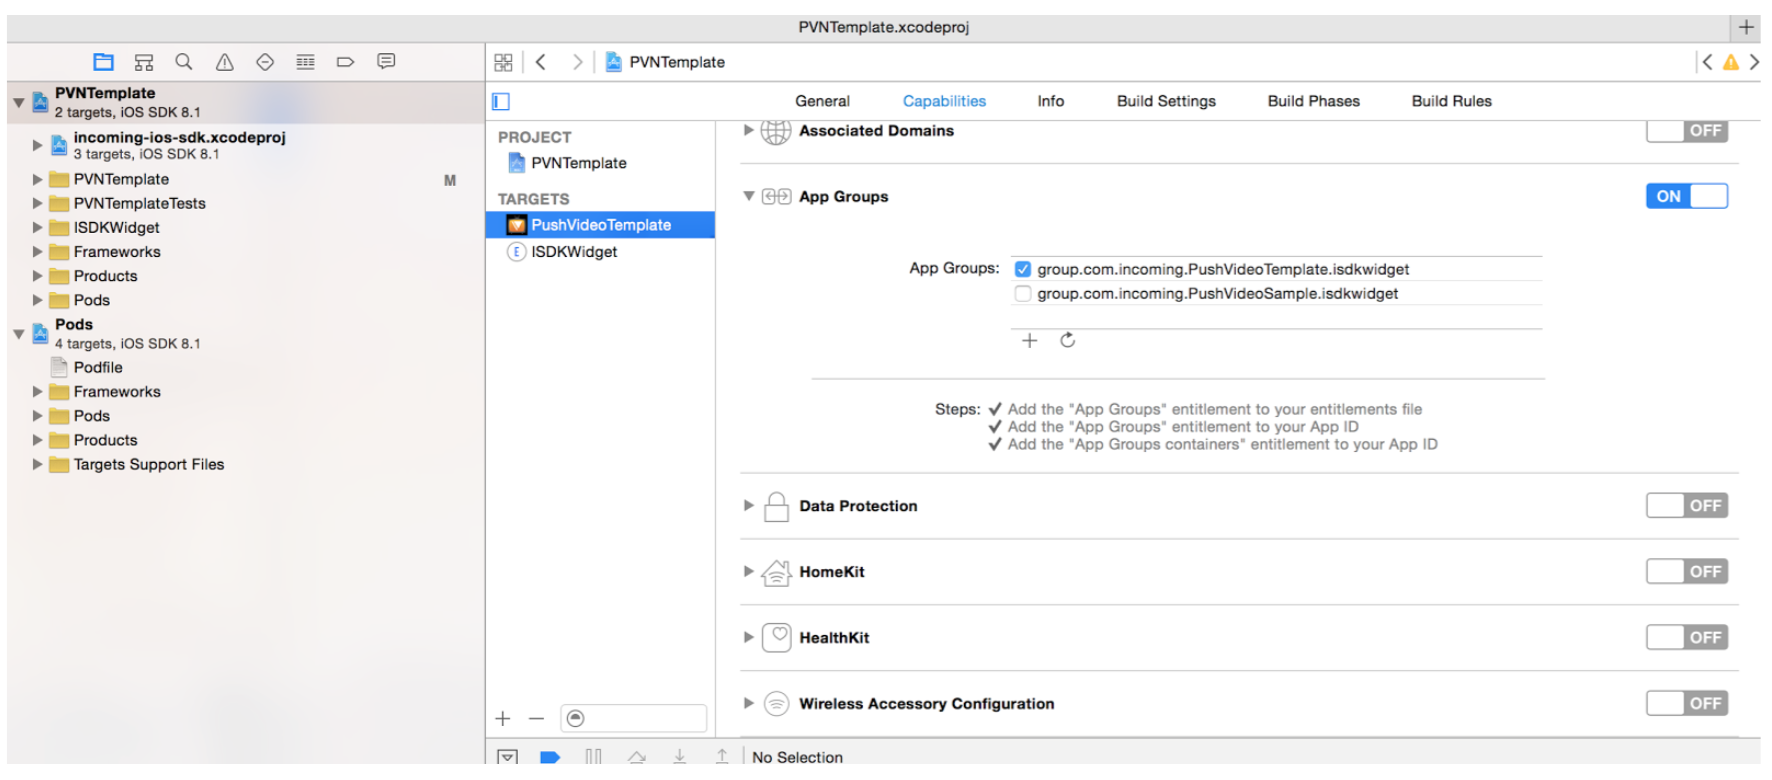 PVNTemplate.xcodeproj
PVNTemplate
2 targets, iOS SDK 8.1
incoming-ios-sdk.xcodeproj
3 targets, iOS SDK 8.1
PVNTemplate
M
PVNTemplateTests
ISDKWidget
Frameworks
Products
Pods
Pods
4 targets, iOS SDK 8.1
Podfile
Frameworks
Pods
Products
Targets Support Files
PVNTemplate
General Capabilities Info Build Settings Build Phases Build Rules
PROJECT
PVNTemplate
TARGETS
PushVideoTemplate
E ISDKWidget
Associated Domains OFF
App Groups ON
App Groups: group.com.incoming.PushVideoTemplate.isdkwidget
group.com.incoming.PushVideoSample.isdkwidget
Steps: ✓ Add the "App Groups" entitlement to your entitlements file
✓ Add the "App Groups" entitlement to your App ID
✓ Add the "App Groups containers" entitlement to your App ID
Data Protection OFF
HomeKit OFF
HealthKit OFF
Wireless Accessory Configuration OFF
No Selection